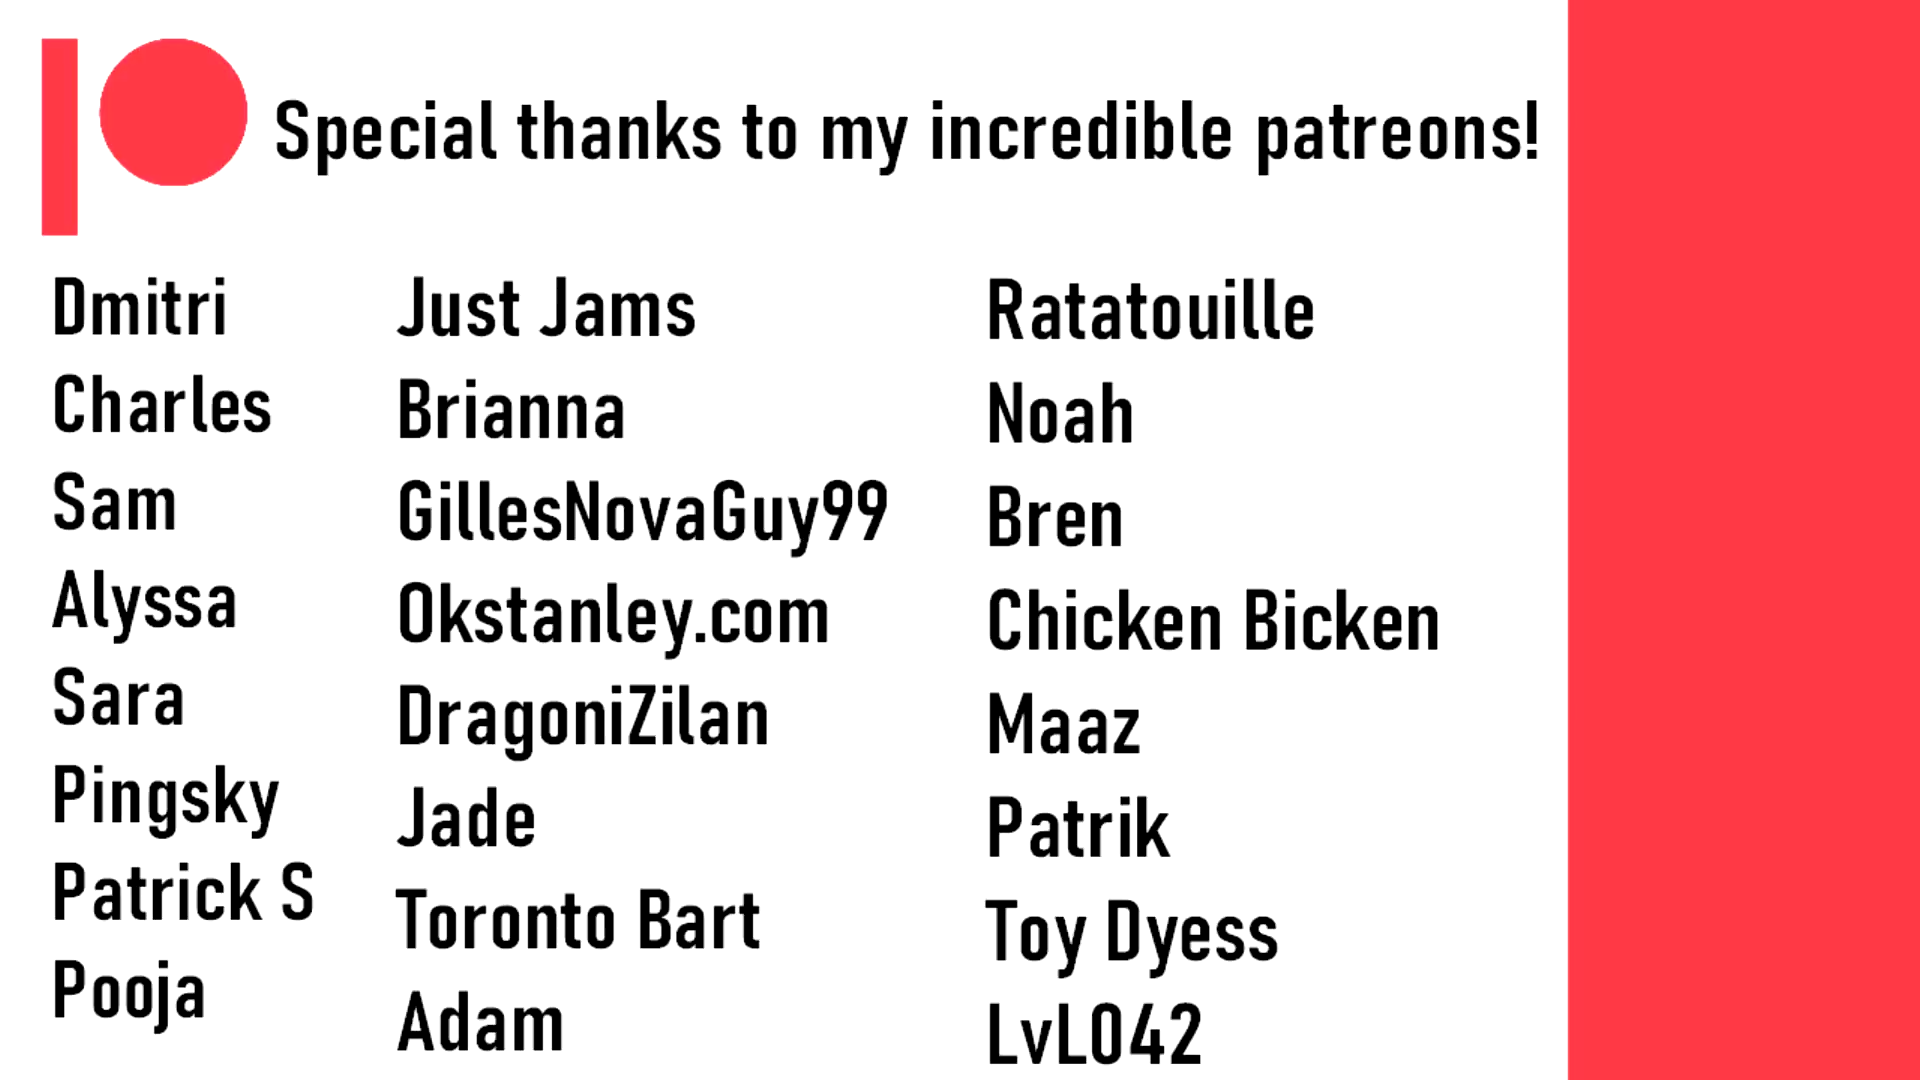 Special thanks to my incredible patreons!
Dmitri
Charles
Sam
Alyssa
Sara
Pingsky
Patrick S
Pooja
Just Jams
Brianna
GillesNovaGuy99
Okstanley.com
DragoniZilan
Jade
Toronto Bart
Adam
Ratatouille
Noah
Bren
Chicken Bicken
Maaz
Patrik
Toy Dyess
LvL042